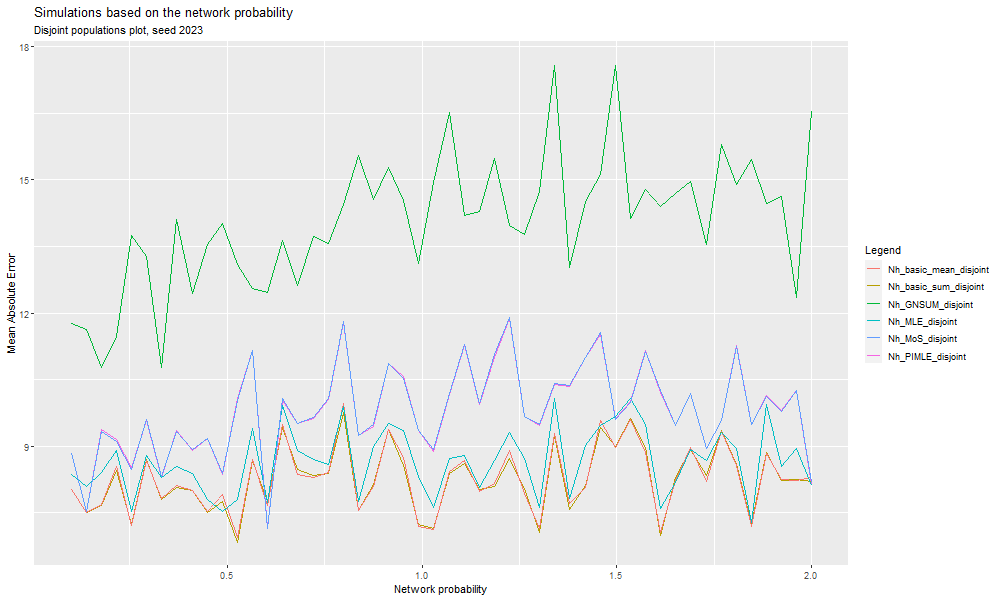 Simulations based on the network probability
Disjoint populations plot, seed 2023
18
15
12
9
Mean Absolute Error
0.5
1.0
1.5
2.0
Network probability
Legend
Nh_basic_mean_disjoint
Nh_basic_sum_disjoint
Nh_GNSUM_disjoint
Nh_MLE_disjoint
Nh_MoS_disjoint
Nh_PIMLE_disjoint